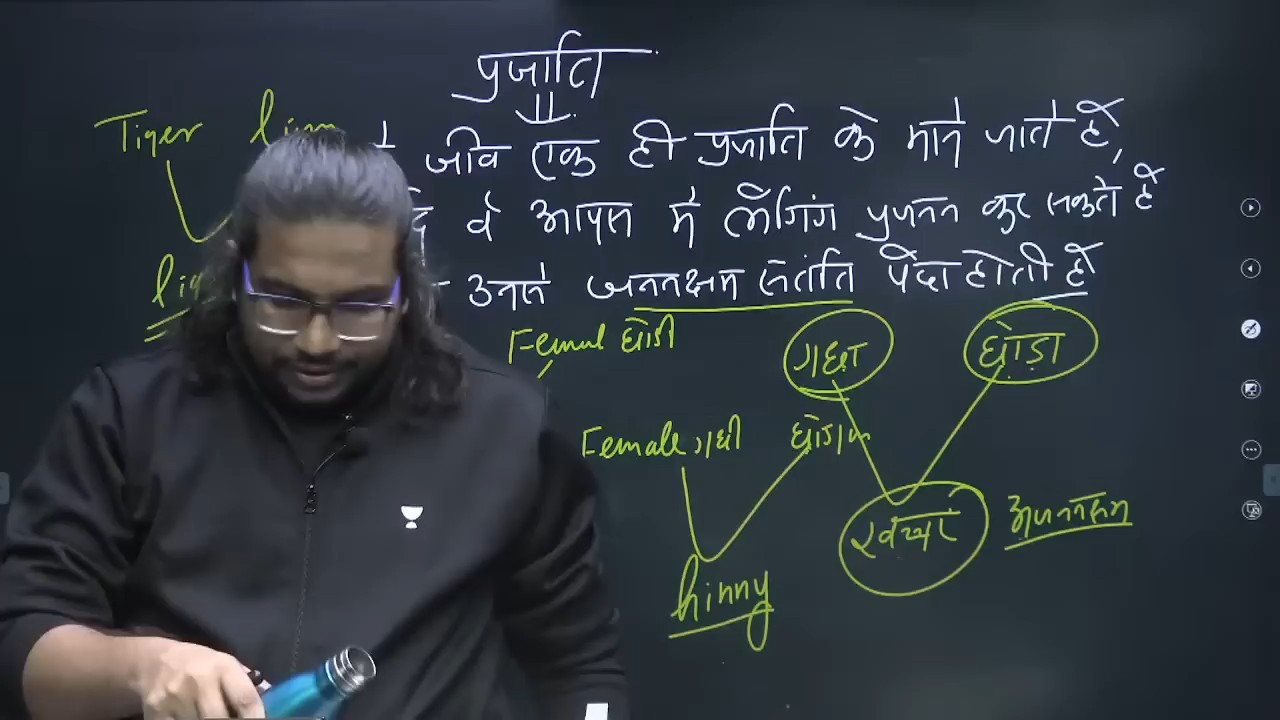 प्रजाति
Tiger lion
जीव एक ही प्रजाति के माने जाते हैं,
वे आपस में लैंगिंग प्रजनन कर सकते हैं
उनसे जननक्षम संतति पैदा होती हो
Femal घोडी
गधा
घोड़ा
Female गधी
खच्चर
अजननक्षम
hinny